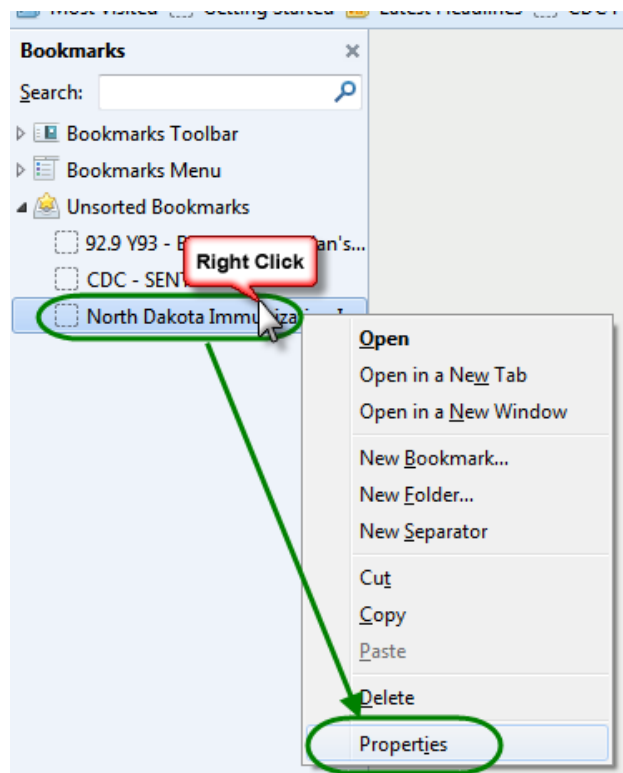 Most Visited Getting Started Latest Headlines CDC
Bookmarks
Search:
Bookmarks Toolbar
Bookmarks Menu
Unsorted Bookmarks
92.9 Y93 - an's...
Right Click
CDC -
North Dakota
Open
Open in a New Tab
Open in a New Window
New Bookmark...
New Folder...
New Separator
Cut
Copy
Paste
Delete
Properties